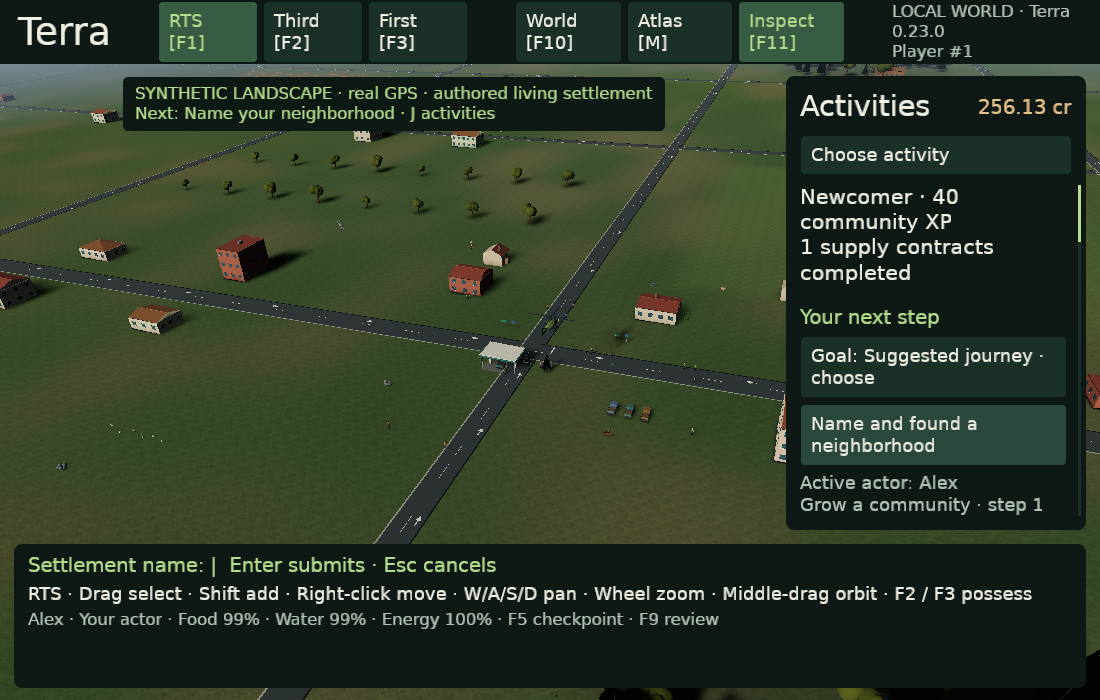 Terra
RTS
[F1]
Third
[F2]
First
[F3]
World
[F10]
Atlas
[M]
Inspect
[F11]
LOCAL WORLD · Terra
0.23.0
Player #1
SYNTHETIC LANDSCAPE · real GPS · authored living settlement
Next: Name your neighborhood · J activities
Activities
256.13 cr
Choose activity
Newcomer · 40
community XP
1 supply contracts
completed
Your next step
Goal: Suggested journey ·
choose
Name and found a
neighborhood
Active actor: Alex
Grow a community · step 1
Settlement name: | Enter submits · Esc cancels
RTS · Drag select · Shift add · Right-click move · W/A/S/D pan · Wheel zoom · Middle-drag orbit · F2 / F3 possess
Alex · Your actor · Food 99% · Water 99% · Energy 100% · F5 checkpoint · F9 review